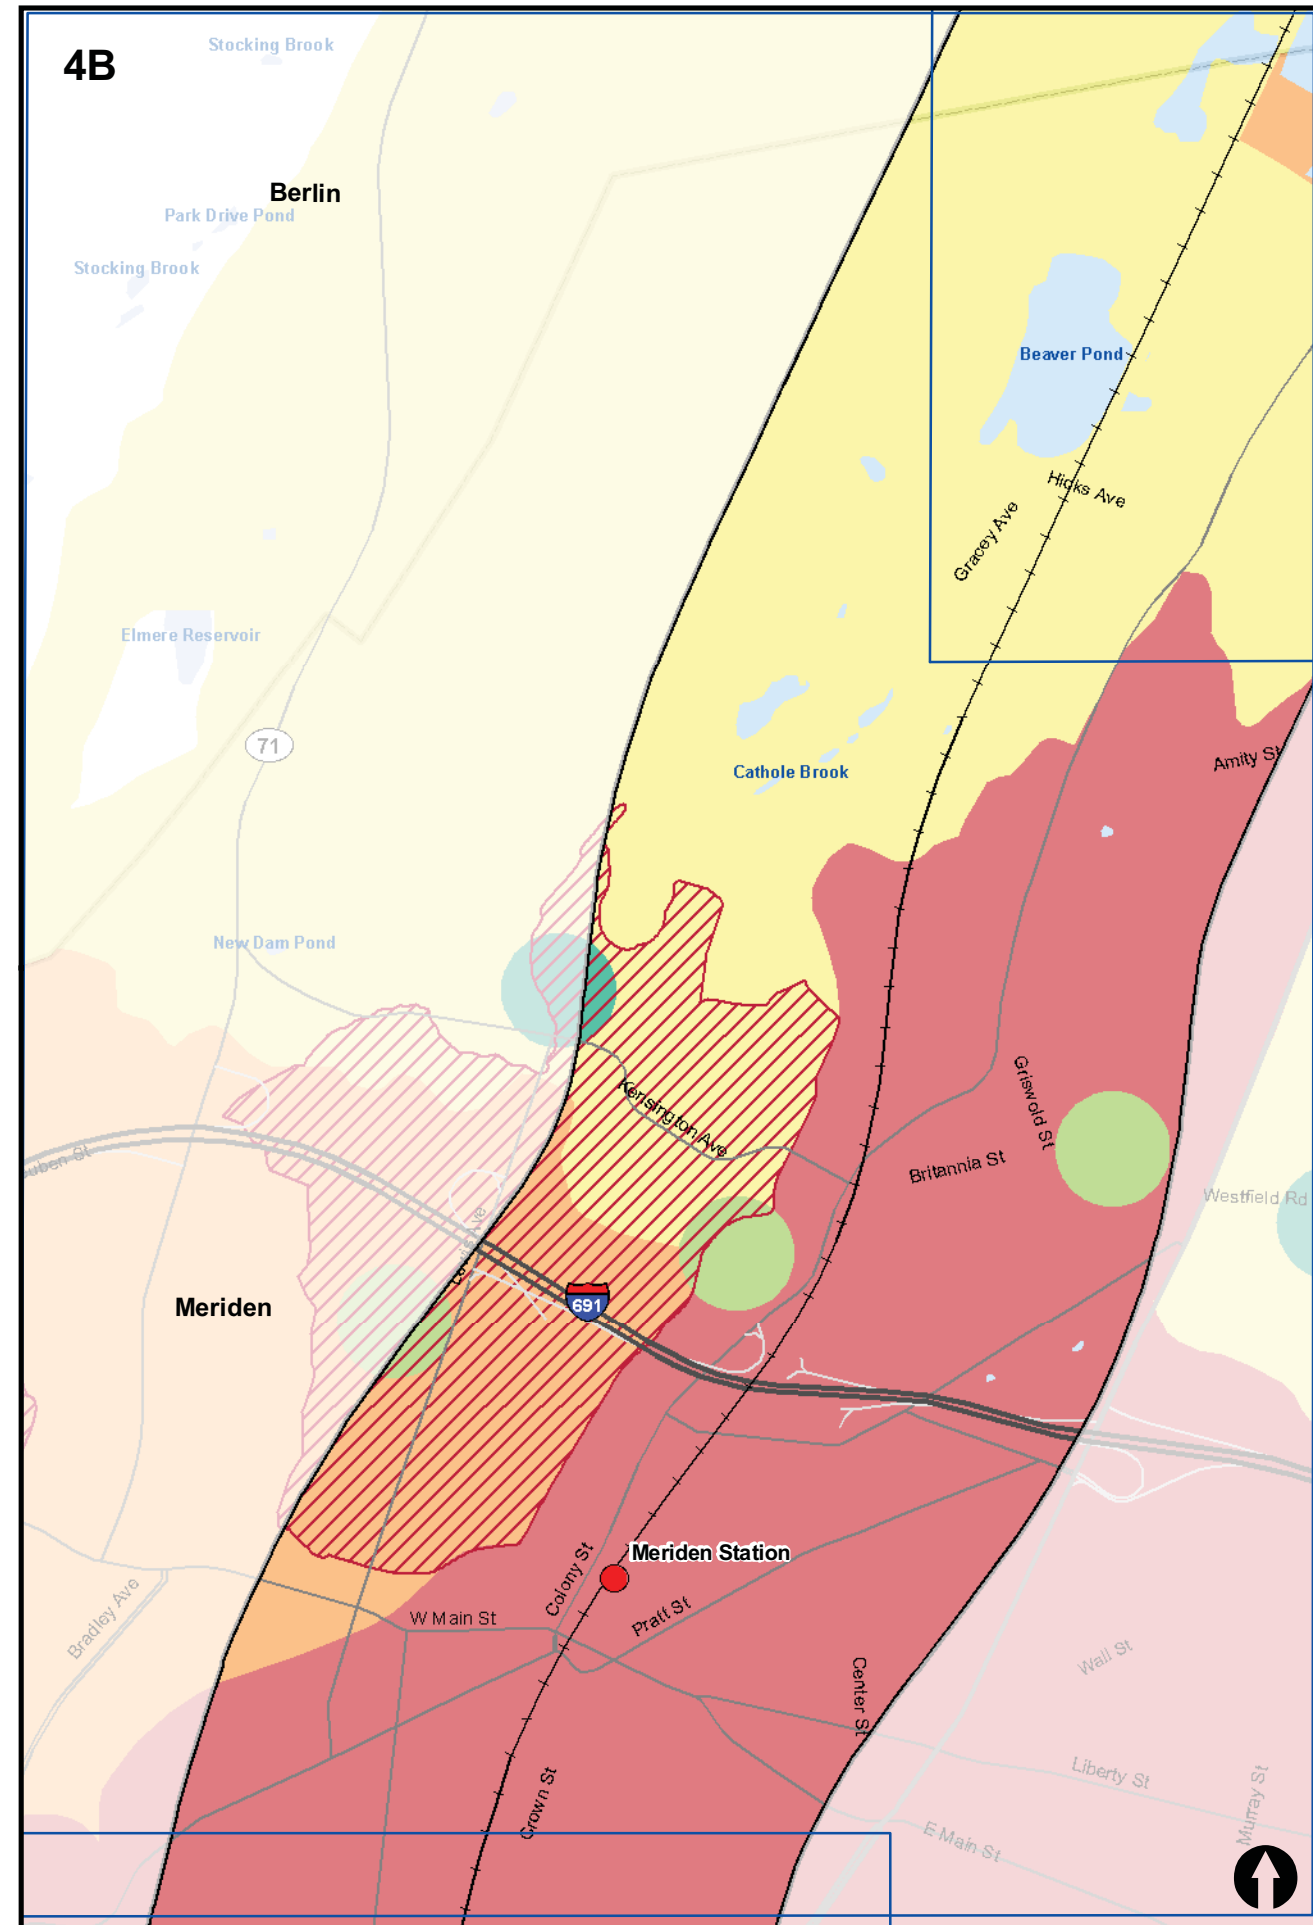 4B
Stocking Brook
Berlin
Park Drive Pond
Stocking Brook
Beaver Pond
Hicks Ave
Gracey Ave
Elmere Reservoir
71
Amity St
Cathole Brook
New Dam Pond
Kensington Ave
Griswold St
Britannia St
Westfield Rd
uben St
691
Meriden
Meriden Station
Colony St
Pratt St
W Main St
Bradley Ave
Center St
Wall St
Liberty St
Murray St
Crown St
E Main St